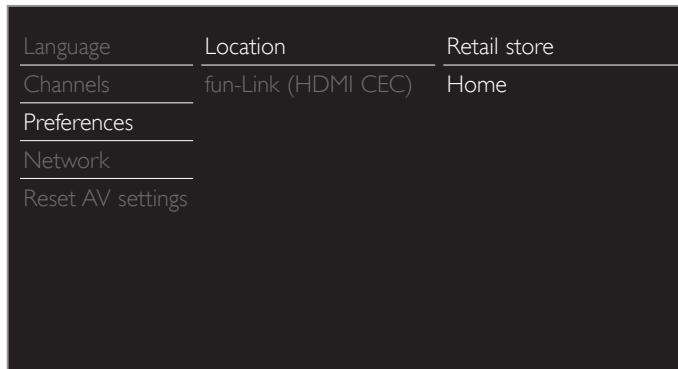 Language
Channels
Preferences
Network
Reset AV settings
Location
fun-Link (HDMI CEC)
Retail store
Home